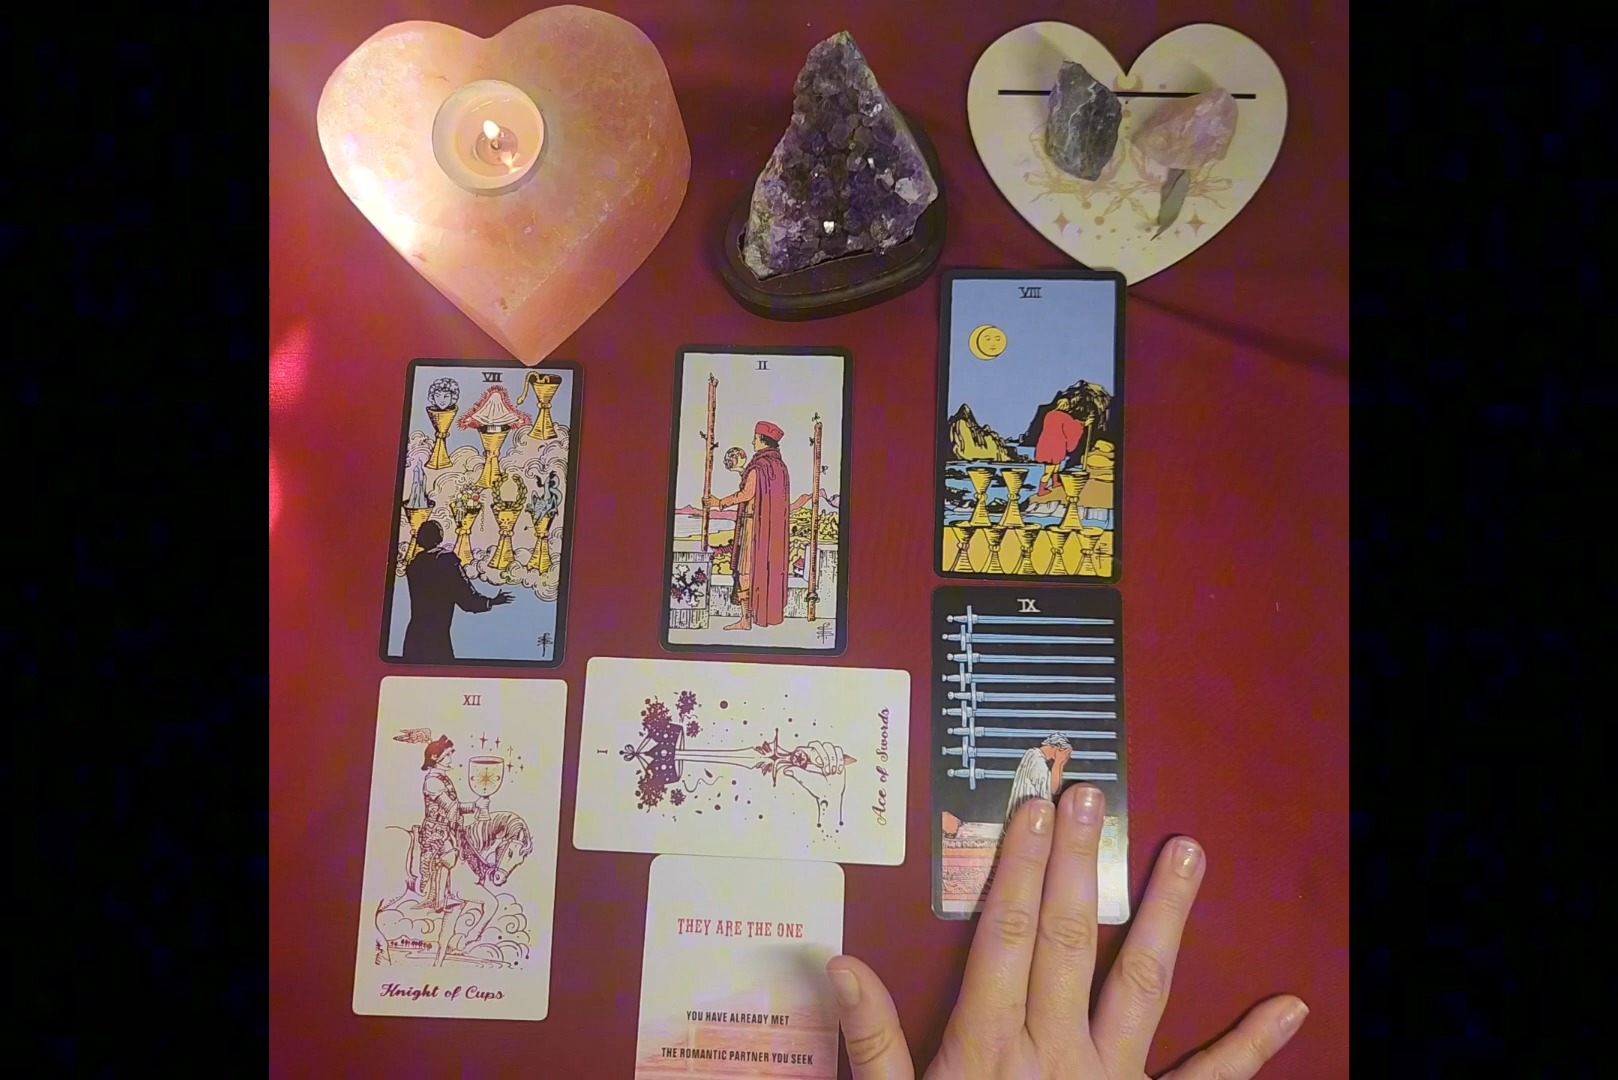 VII
II
VIII
IX
XII
Knight of Cups
I
Ace of Swords
THEY ARE THE ONE
YOU HAVE ALREADY MET
THE ROMANTIC PARTNER YOU SEEK